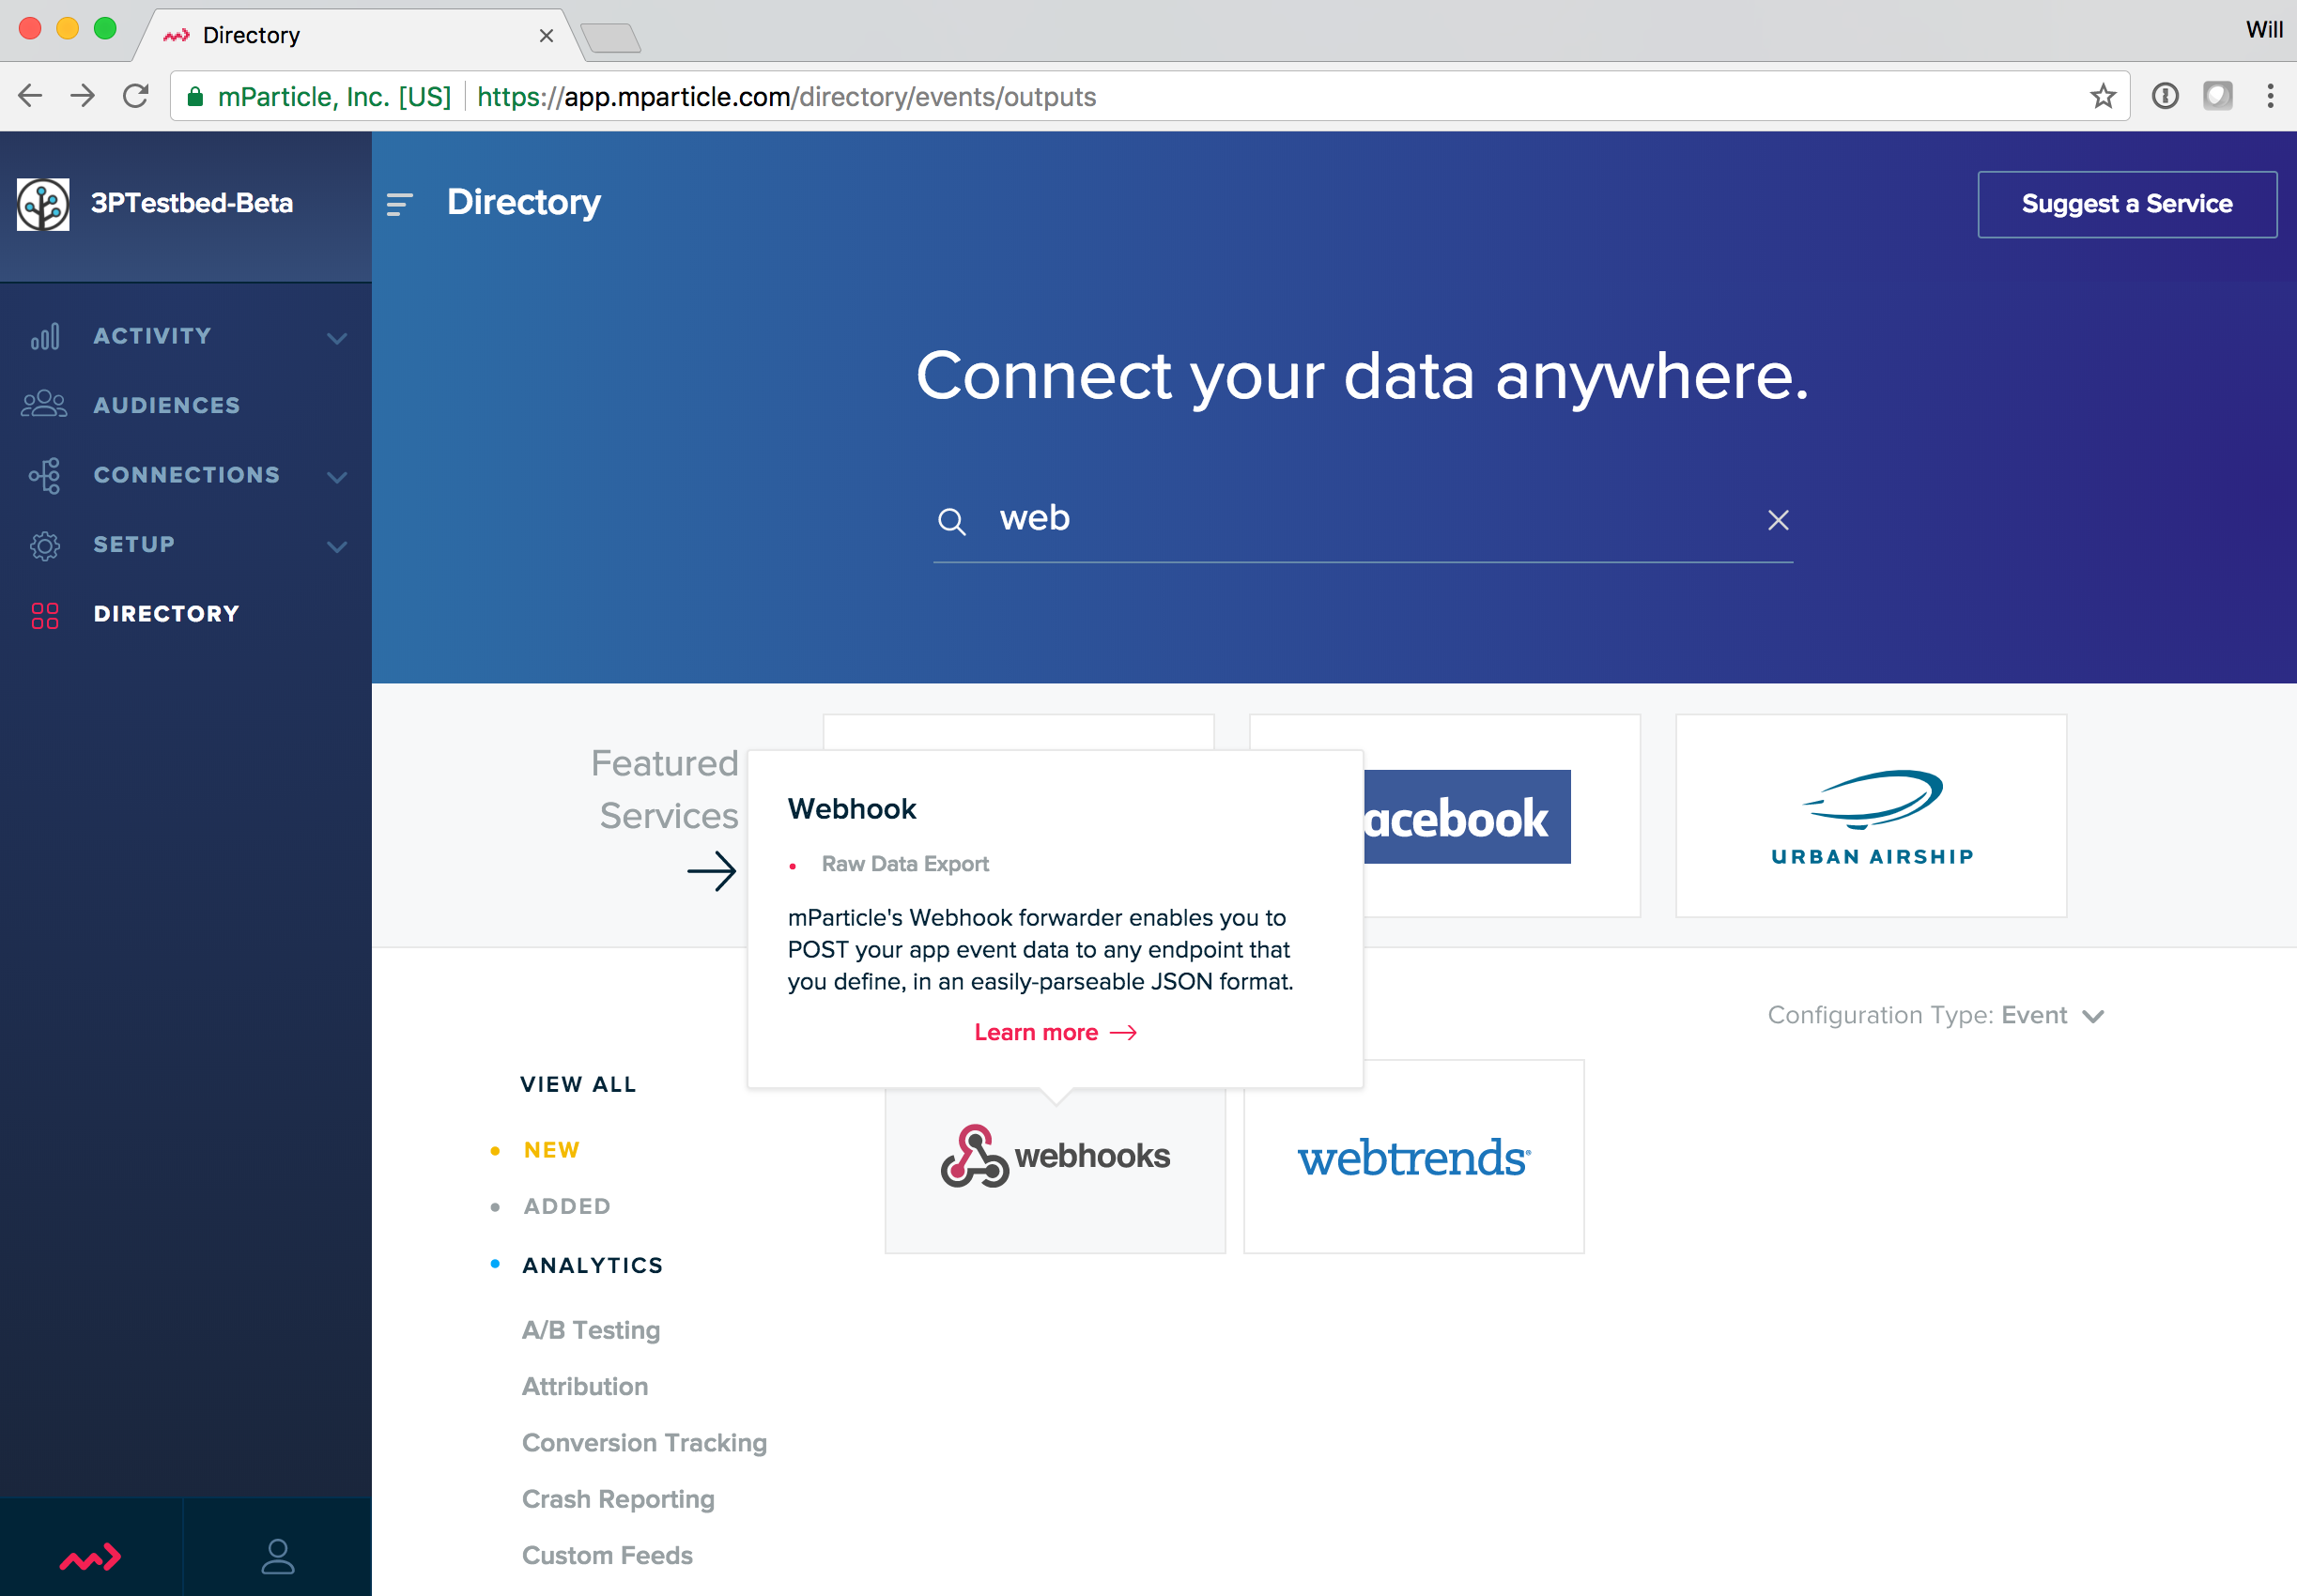 Directory
Will
mParticle, Inc. [US]
https://app.mparticle.com/directory/events/outputs
3PTestbed-Beta
Directory
Suggest a Service
ACTIVITY
AUDIENCES
CONNECTIONS
SETUP
DIRECTORY
Connect your data anywhere.
web
Featured
Services
Webhook
Raw Data Export
mParticle's Webhook forwarder enables you to
POST your app event data to any endpoint that
you define, in an easily-parseable JSON format.
Learn more
acebook
URBAN AIRSHIP
Configuration Type: Event
VIEW ALL
NEW
ADDED
ANALYTICS
A/B Testing
Attribution
Conversion Tracking
Crash Reporting
Custom Feeds
webhooks
webtrends